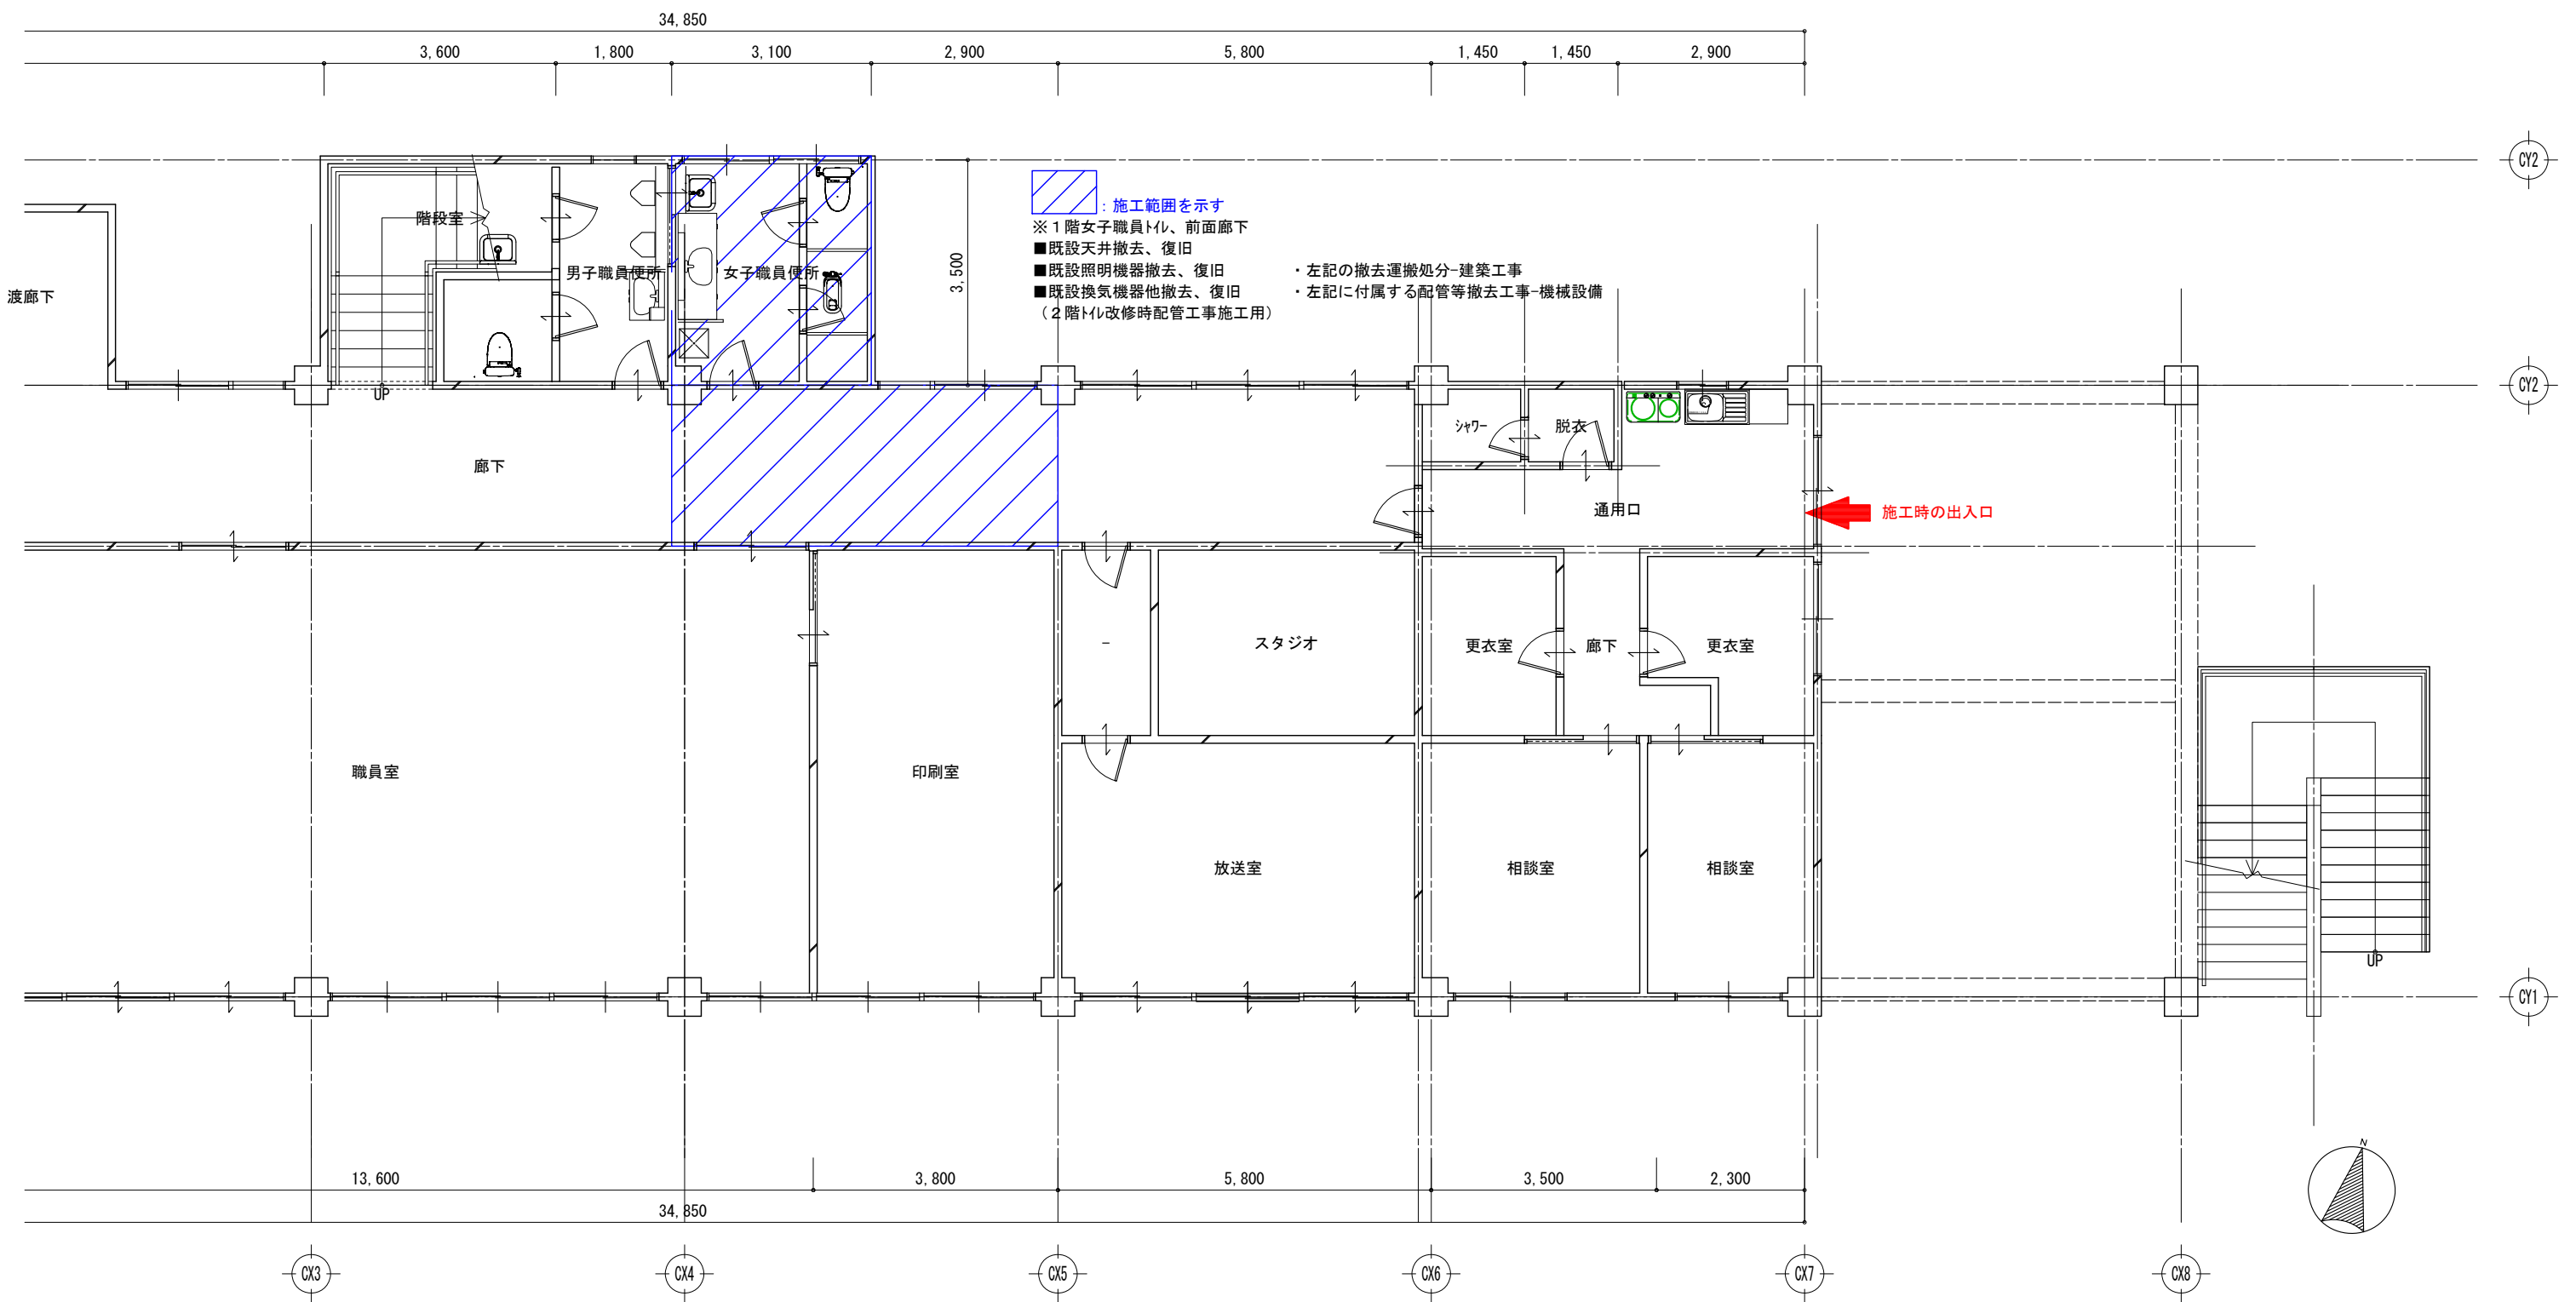 34,850
3,600 1,800 3,100 2,900 5,800 1,450 1,450 2,900
CY2
：施工範囲を示す
※１階女子職員ﾄｲﾚ、前面廊下
■既設天井撤去、復旧
■既設照明機器撤去、復旧 ・左記の撤去運搬処分-建築工事
■既設換気機器他撤去、復旧 ・左記に付属する配管等撤去工事-機械設備
（２階ﾄｲﾚ改修時配管工事施工用）
3,500
階段室
男子職員便所 女子職員便所
渡廊下
UP
CY2
ｼｬﾜｰ 脱衣
廊下
通用口
施工時の出入口
スタジオ
更衣室 廊下 更衣室
職員室 印刷室
放送室 相談室 相談室
UP
CY1
N
13,600 3,800 5,800 3,500 2,300
34,850
CX3 CX4 CX5 CX6 CX7 CX8